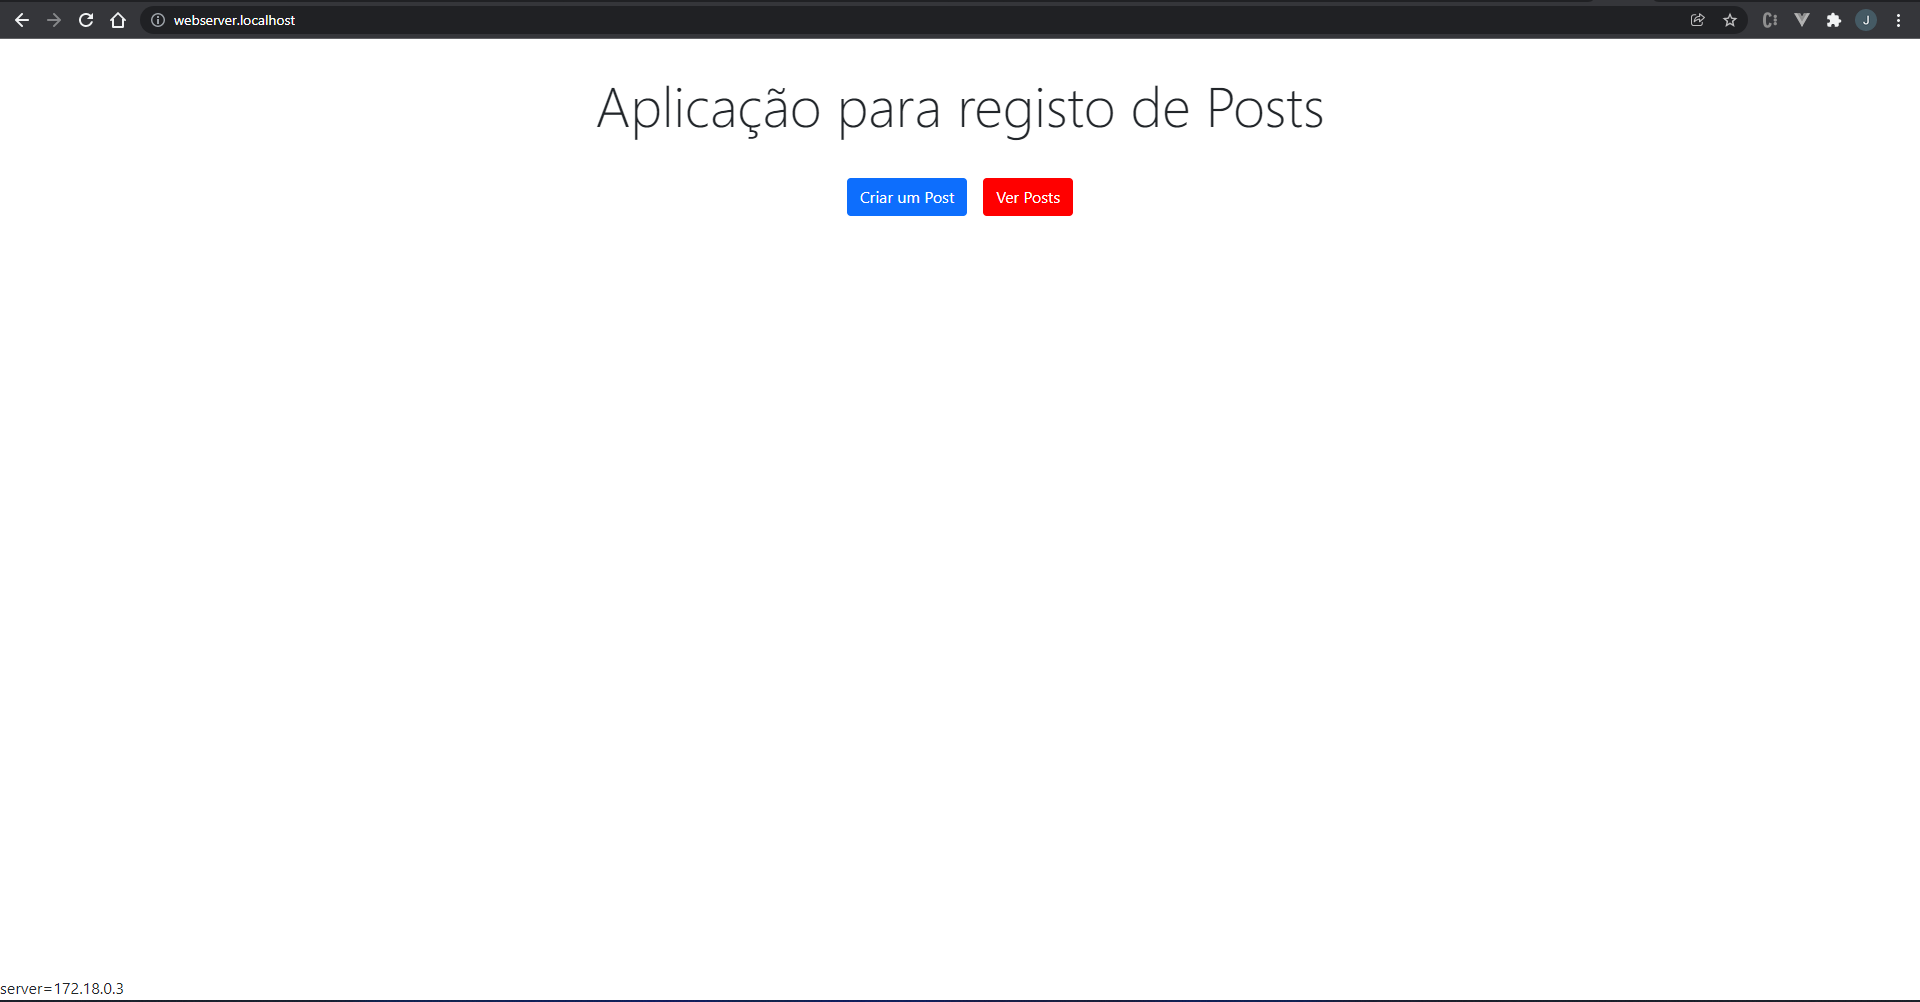 webserver.localhost
J
Aplicação para registo de Posts
Criar um Post
Ver Posts
server=172.18.0.3